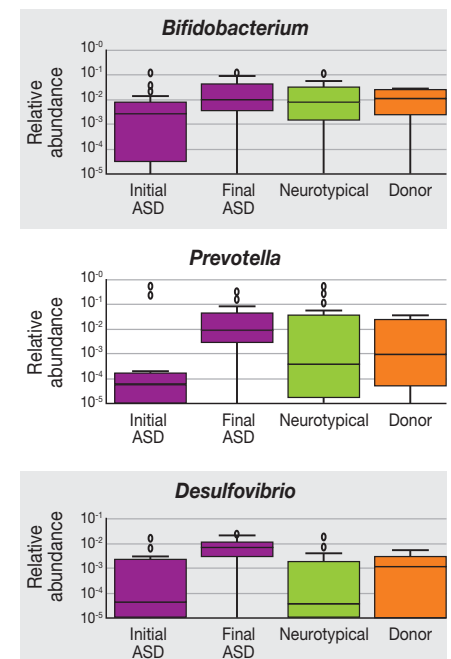 Bifidobacterium
Relative
abundance
10⁻⁰
10⁻¹
10⁻²
10⁻³
10⁻⁴
10⁻⁵
Initial
ASD
Final
ASD
Neurotypical
Donor
Prevotella
Relative
abundance
10⁻⁰
10⁻¹
10⁻²
10⁻³
10⁻⁴
10⁻⁵
Initial
ASD
Final
ASD
Neurotypical
Donor
Desulfovibrio
Relative
abundance
10⁻¹
10⁻²
10⁻³
10⁻⁴
10⁻⁵
Initial
ASD
Final
ASD
Neurotypical
Donor